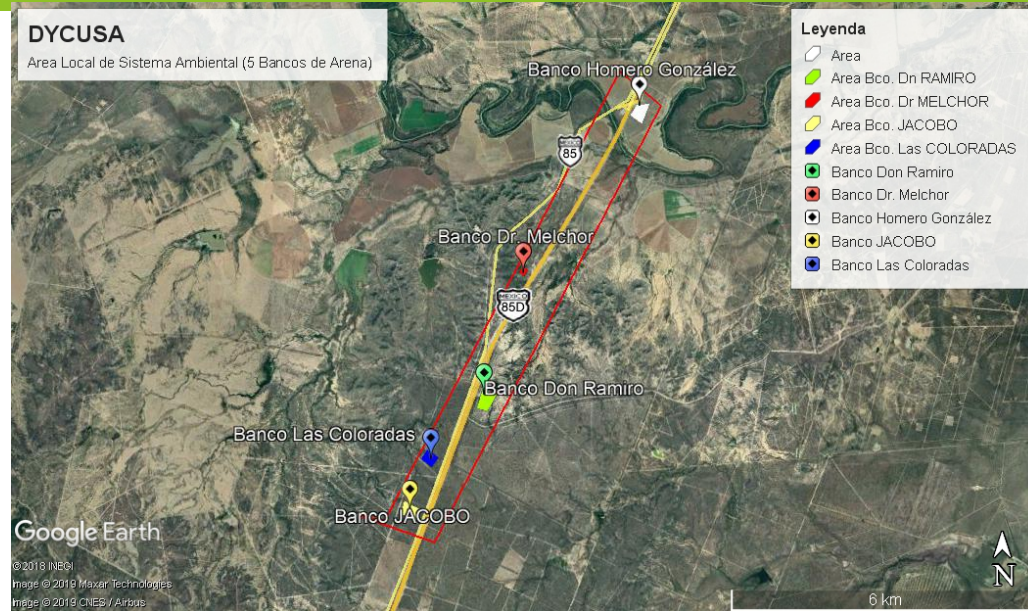 DYCUSA
Area Local de Sistema Ambiental (5 Bancos de Arena)
Leyenda
Area
Area Bco. Dn RAMIRO
Area Bco. Dr MELCHOR
Area Bco. JACOBO
Area Bco. Las COLORADAS
Banco Don Ramiro
Banco Dr. Melchor
Banco Homero González
Banco JACOBO
Banco Las Coloradas
Banco Homero González
MEXICO
85
Banco Dr. Melchor
MEXICO
85D
Banco Don Ramiro
Banco Las Coloradas
Banco JACOBO
Google Earth
©2018 INEGI
Image © 2019 Maxar Technologies
Image © 2019 CNES / Airbus
N
6 km